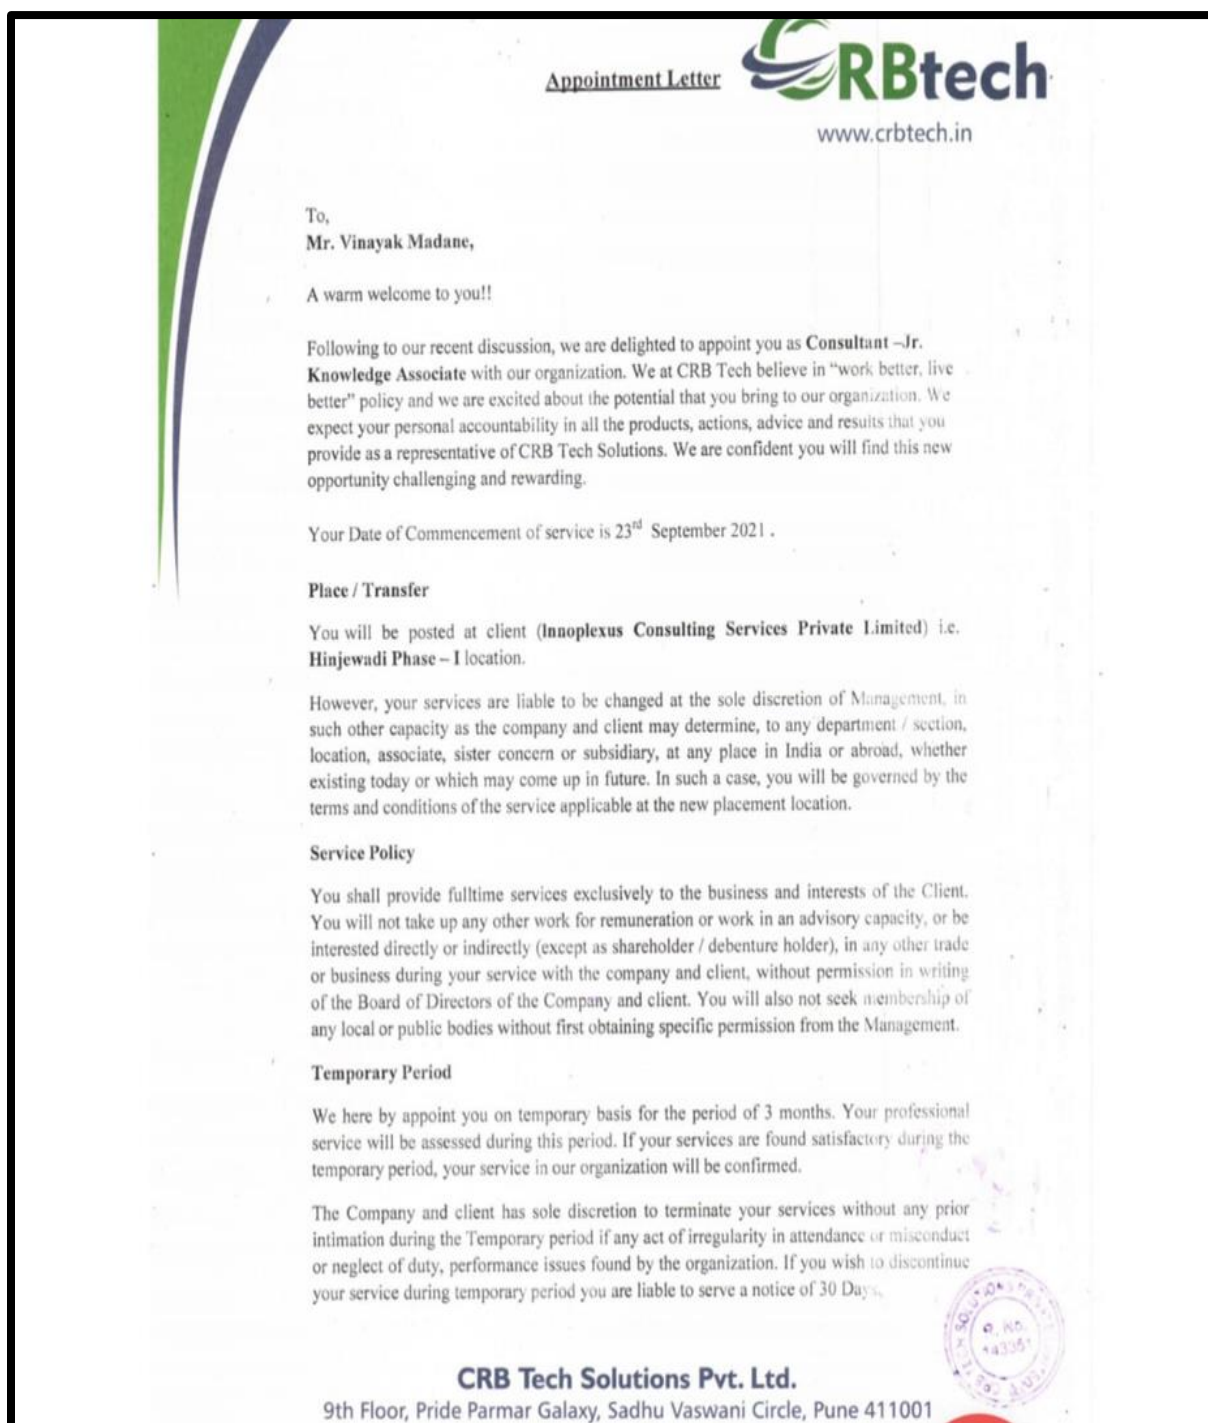 Appointment Letter
CRBtech
www.crbtech.in
To,
Mr. Vinayak Madane,
A warm welcome to you!!
Following to our recent discussion, we are delighted to appoint you as Consultant –Jr.
Knowledge Associate with our organization. We at CRB Tech believe in “work better, live
better” policy and we are excited about the potential that you bring to our organization. We
expect your personal accountability in all the products, actions, advice and results that you
provide as a representative of CRB Tech Solutions. We are confident you will find this new
opportunity challenging and rewarding.
Your Date of Commencement of service is 23rd September 2021 .
Place / Transfer
You will be posted at client (Innoplexus Consulting Services Private Limited) i.e.
Hinjewadi Phase – I location.
However, your services are liable to be changed at the sole discretion of Management, in
such other capacity as the company and client may determine, to any department / section,
location, associate, sister concern or subsidiary, at any place in India or abroad, whether
existing today or which may come up in future. In such a case, you will be governed by the
terms and conditions of the service applicable at the new placement location.
Service Policy
You shall provide fulltime services exclusively to the business and interests of the Client.
You will not take up any other work for remuneration or work in an advisory capacity, or be
interested directly or indirectly (except as shareholder / debenture holder), in any other trade
or business during your service with the company and client, without permission in writing
of the Board of Directors of the Company and client. You will also not seek membership of
any local or public bodies without first obtaining specific permission from the Management.
Temporary Period
We here by appoint you on temporary basis for the period of 3 months. Your professional
service will be assessed during this period. If your services are found satisfactory during the
temporary period, your service in our organization will be confirmed.
The Company and client has sole discretion to terminate your services without any prior
intimation during the Temporary period if any act of irregularity in attendance or misconduct
or neglect of duty, performance issues found by the organization. If you wish to discontinue
your service during temporary period you are liable to serve a notice of 30 Days.
CRB TECH SOLUTIONS
CRB Tech Solutions Pvt. Ltd.
9th Floor, Pride Parmar Galaxy, Sadhu Vaswani Circle, Pune 411001